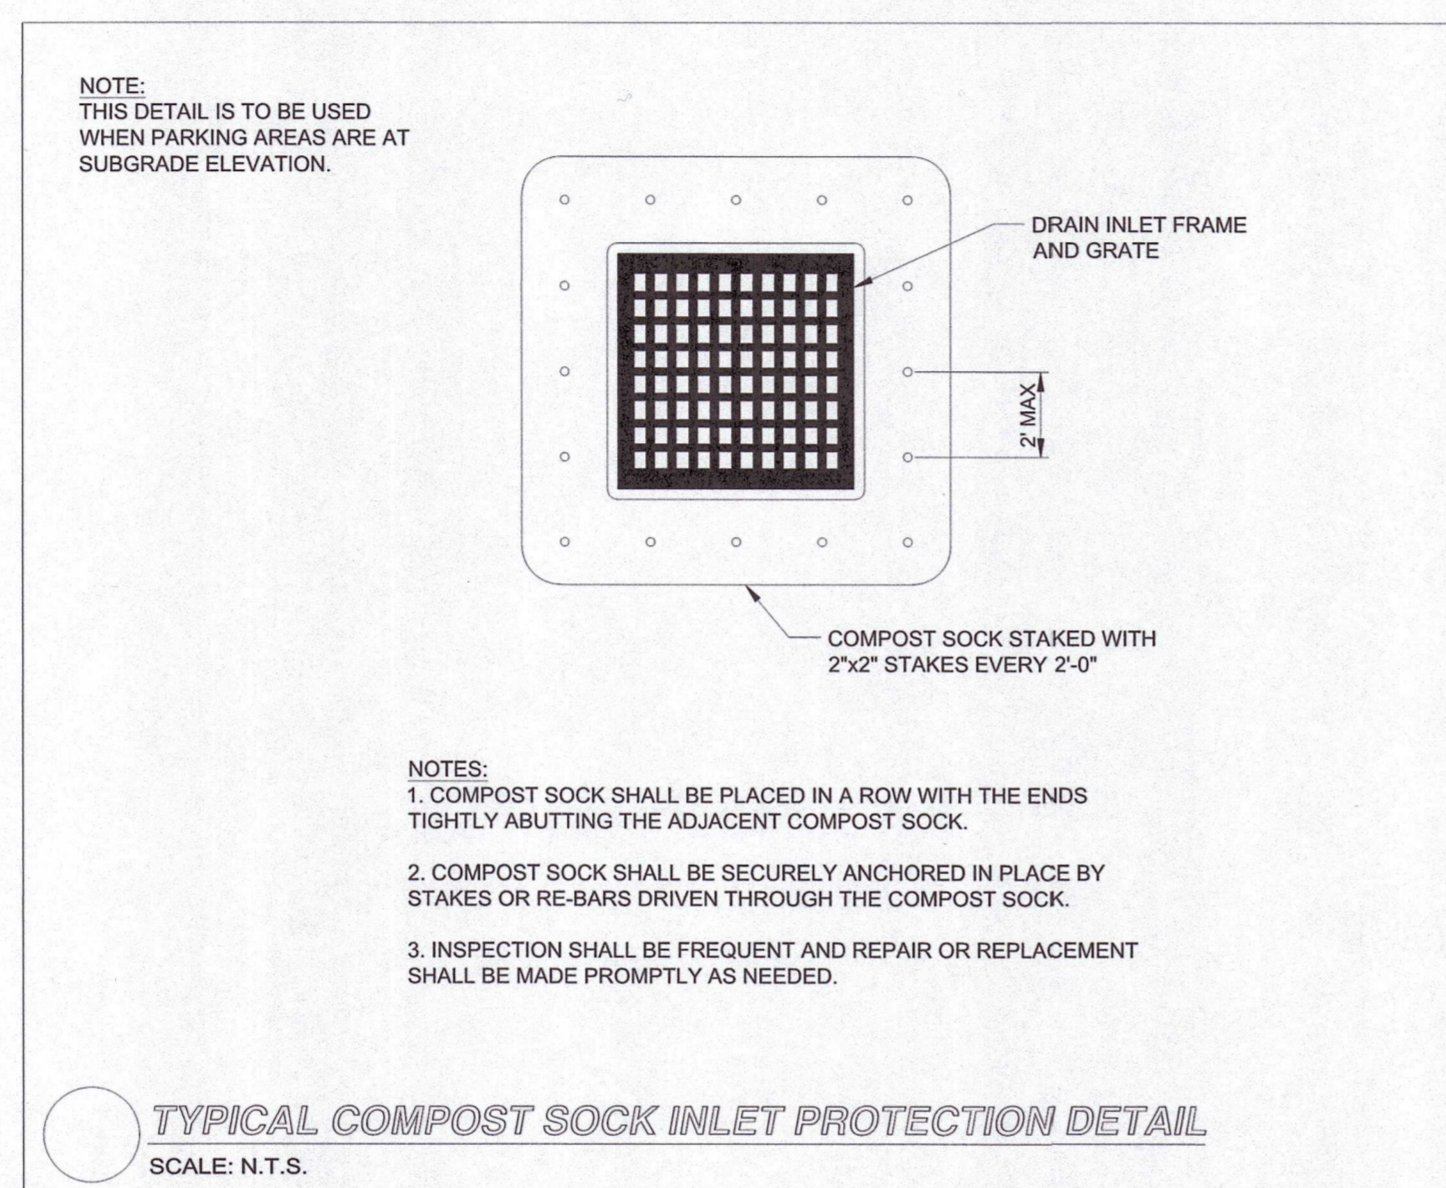 NOTE:
THIS DETAIL IS TO BE USED
WHEN PARKING AREAS ARE AT
SUBGRADE ELEVATION.
DRAIN INLET FRAME
AND GRATE
2' MAX
COMPOST SOCK STAKED WITH
2"x2" STAKES EVERY 2'-0"
NOTES:
1. COMPOST SOCK SHALL BE PLACED IN A ROW WITH THE ENDS
TIGHTLY ABUTTING THE ADJACENT COMPOST SOCK.
2. COMPOST SOCK SHALL BE SECURELY ANCHORED IN PLACE BY
STAKES OR RE-BARS DRIVEN THROUGH THE COMPOST SOCK.
3. INSPECTION SHALL BE FREQUENT AND REPAIR OR REPLACEMENT
SHALL BE MADE PROMPTLY AS NEEDED.
TYPICAL COMPOST SOCK INLET PROTECTION DETAIL
SCALE: N.T.S.